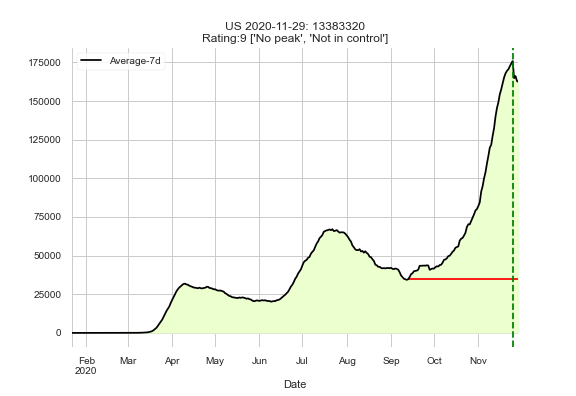 US 2020-11-29: 13383320
Rating:9 ['No peak', 'Not in control']
Average-7d
175000
150000
125000
100000
75000
50000
25000
0
Feb Mar Apr May Jun Jul Aug Sep Oct Nov
2020
Date